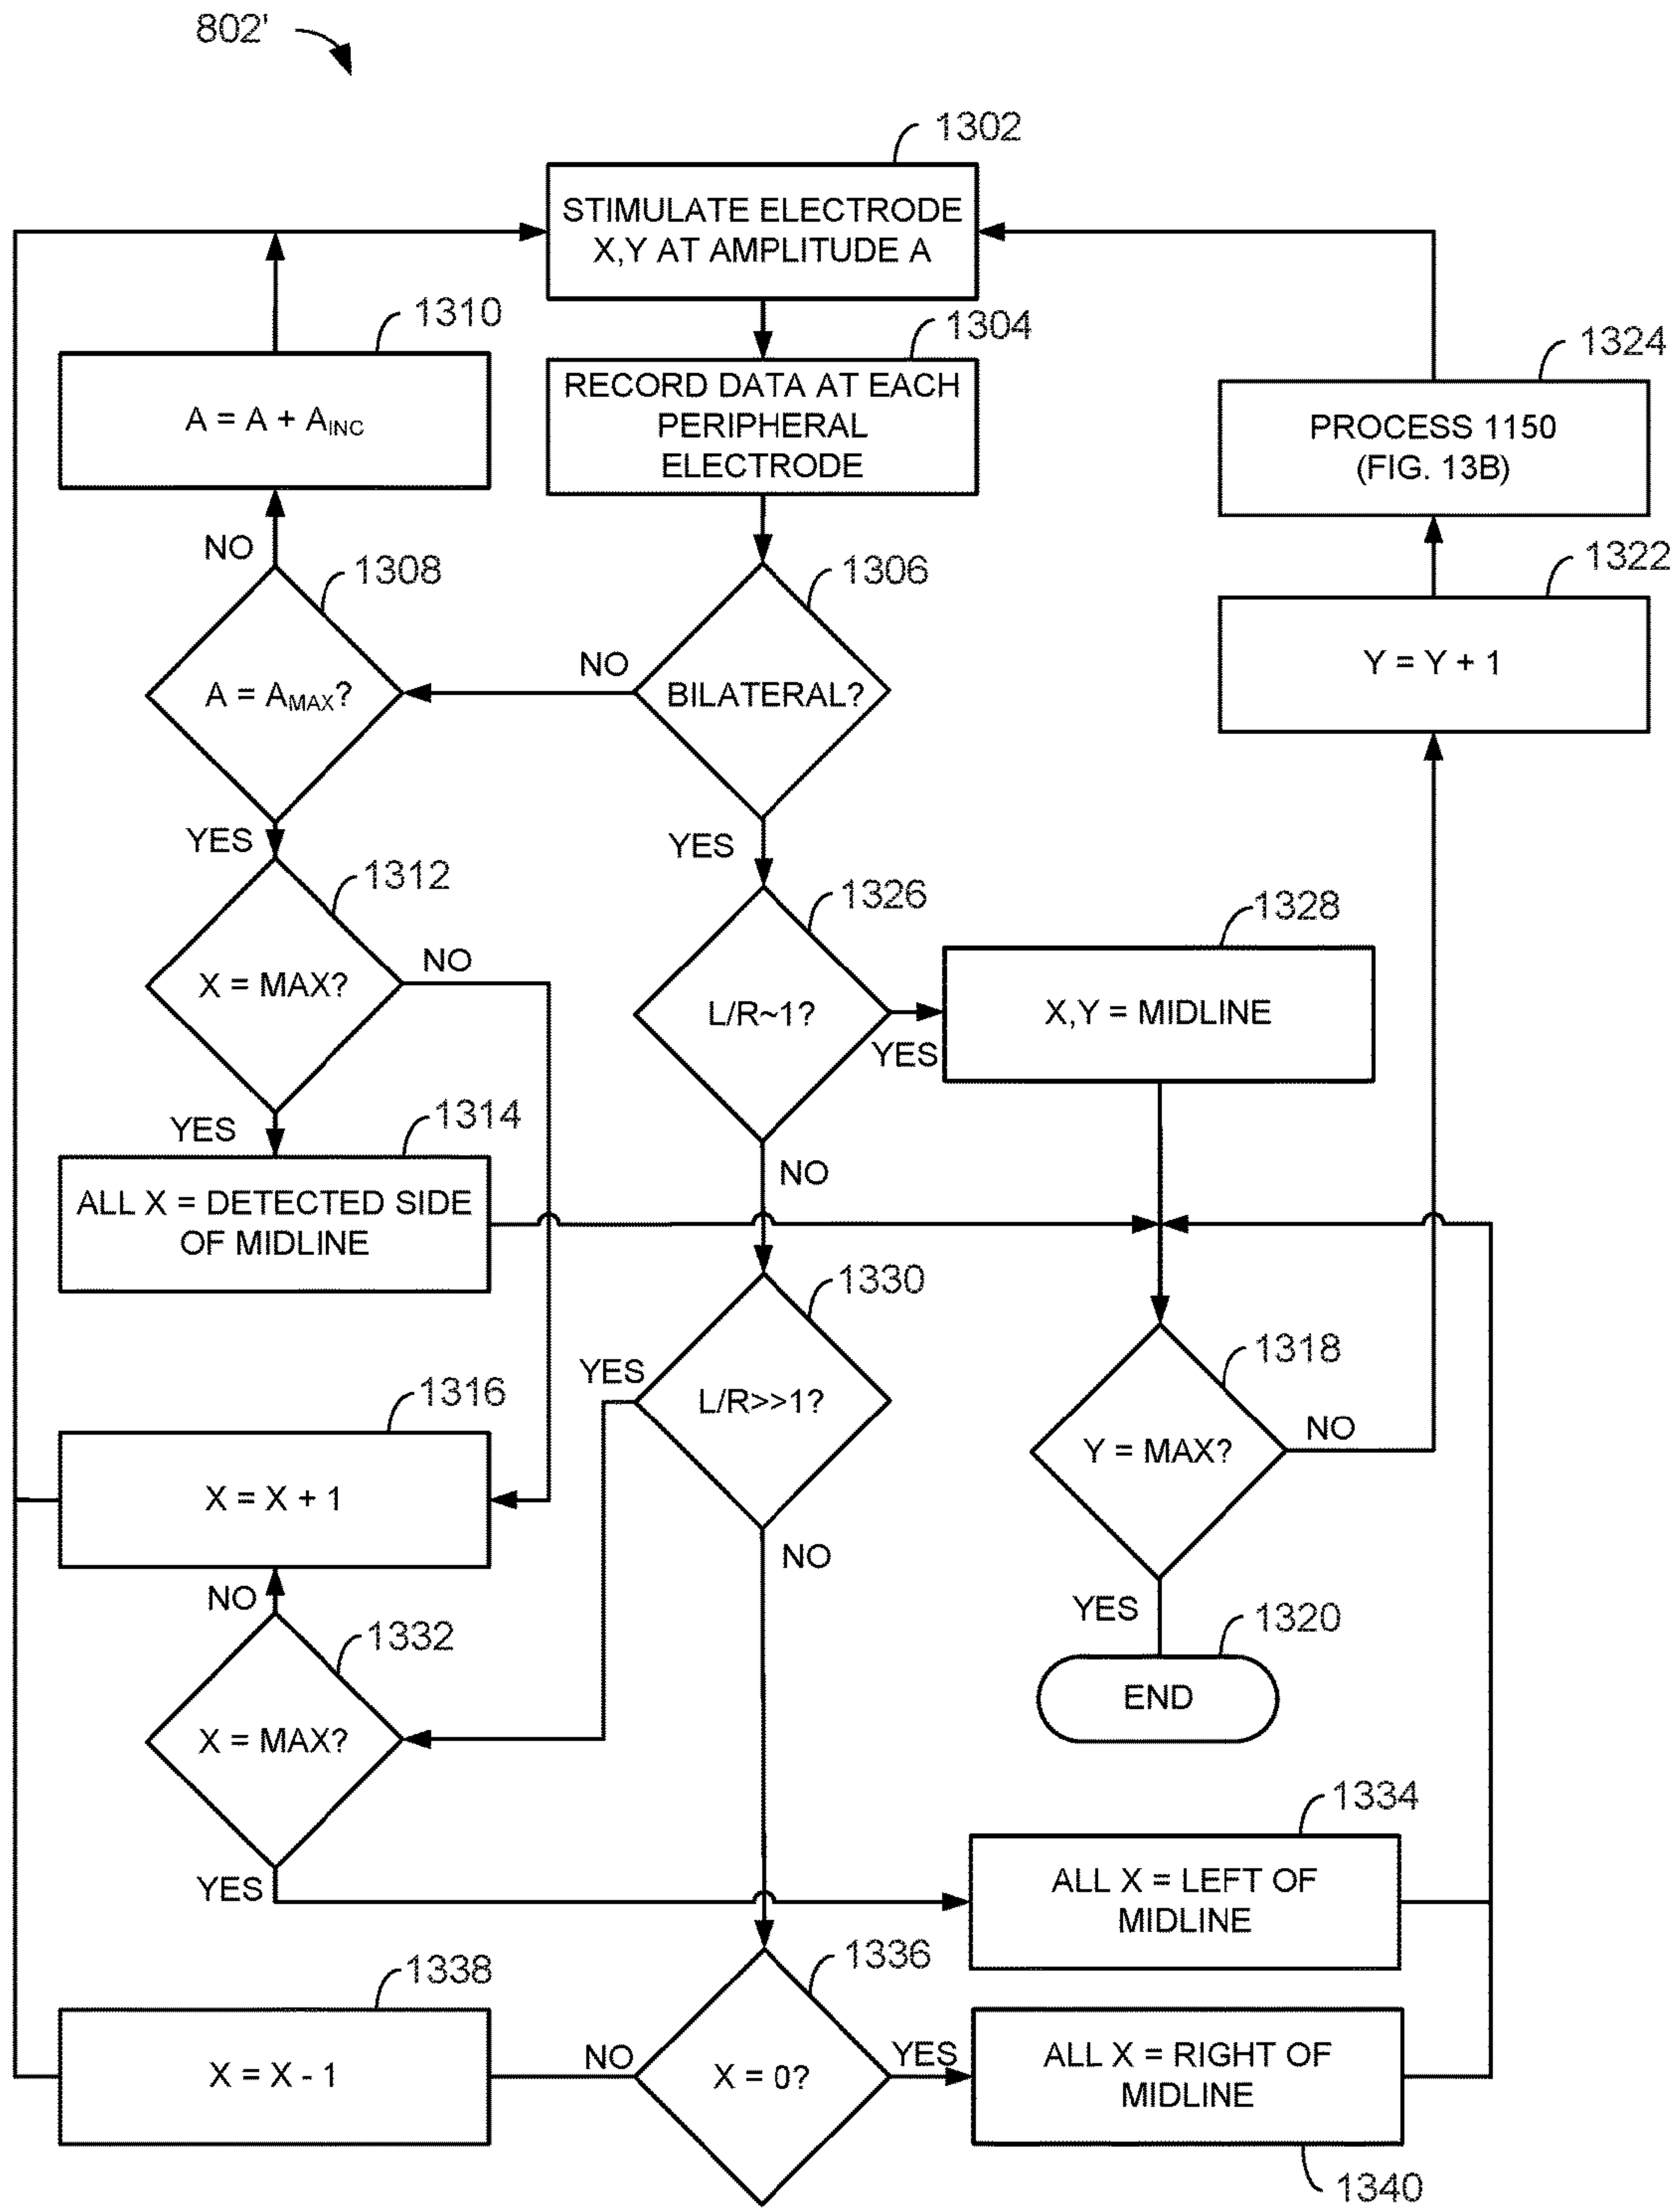 802'
1302
STIMULATE ELECTRODE
X,Y AT AMPLITUDE A
1310
A = A + AINC
1304
RECORD DATA AT EACH
PERIPHERAL
ELECTRODE
1324
PROCESS 1150
(FIG. 13B)
NO
1308
A = AMAX?
NO
1306
BILATERAL?
1322
Y = Y + 1
YES
YES
1312
X = MAX?
NO
1326
L/R~1?
YES
1328
X,Y = MIDLINE
YES
1314
ALL X = DETECTED SIDE
OF MIDLINE
NO
1330
L/R>>1?
YES
1318
Y = MAX?
NO
1316
X = X + 1
NO
NO
1332
X = MAX?
YES
1320
END
YES
1334
ALL X = LEFT OF
MIDLINE
1338
X = X - 1
NO
1336
X = 0?
YES
ALL X = RIGHT OF
MIDLINE
1340